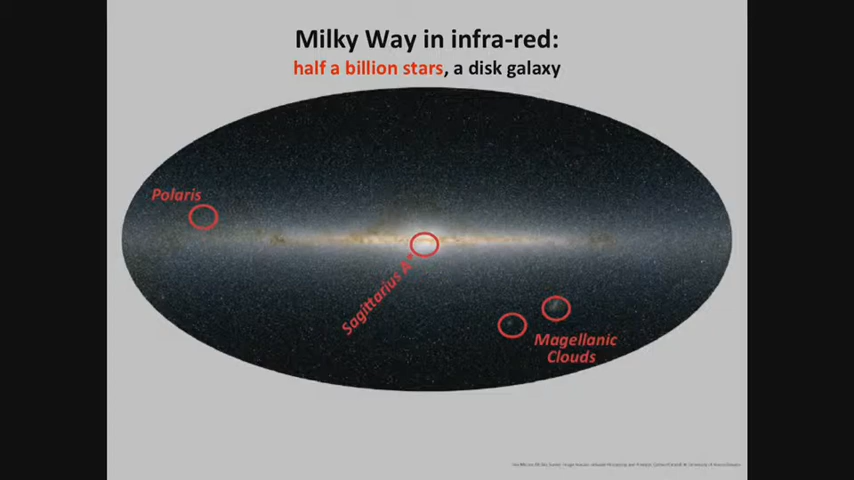 Milky Way in infra-red:
half a billion stars, a disk galaxy
Polaris
Sagittarius A*
Magellanic
Clouds